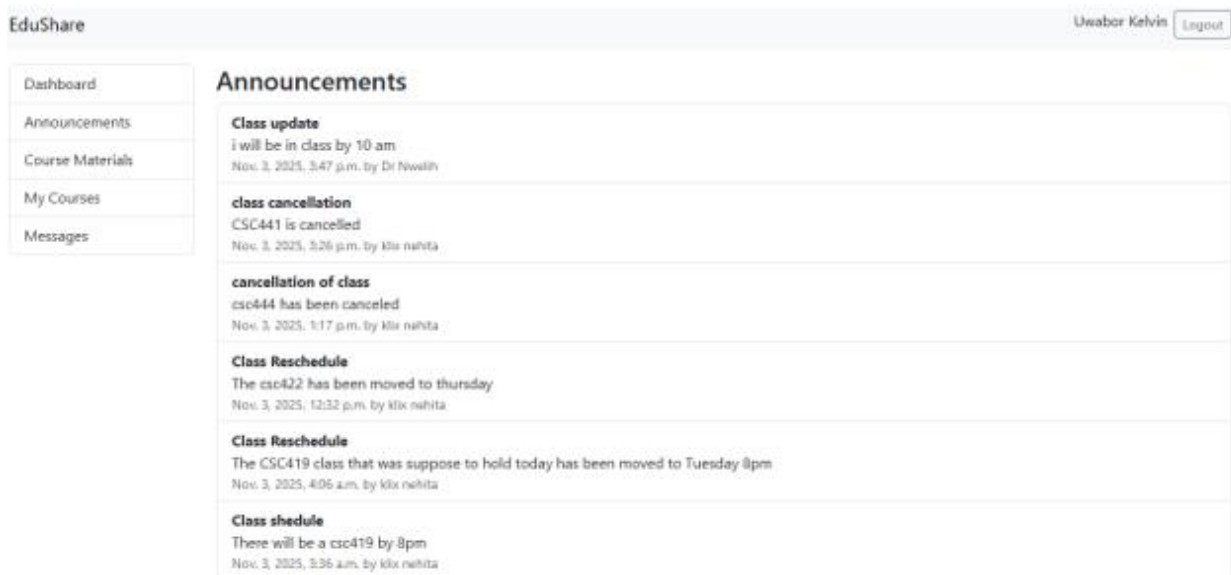 EduShare
Uwabor Kelvin Logout
Dashboard
Announcements
Course Materials
My Courses
Messages
Announcements
Class update
i will be in class by 10 am
Nov. 3, 2025, 3:47 p.m. by Dr Nwelih
class cancellation
CSC441 is cancelled
Nov. 3, 2025, 3:26 p.m. by klix nehita
cancellation of class
csc444 has been canceled
Nov. 3, 2025, 1:17 p.m. by klix nehita
Class Reschedule
The csc422 has been moved to thursday
Nov. 3, 2025, 12:32 p.m. by klix nehita
Class Reschedule
The CSC419 class that was suppose to hold today has been moved to Tuesday 8pm
Nov. 3, 2025, 4:06 a.m. by klix nehita
Class shedule
There will be a csc419 by 8pm
Nov. 3, 2025, 3:36 a.m. by klix nehita